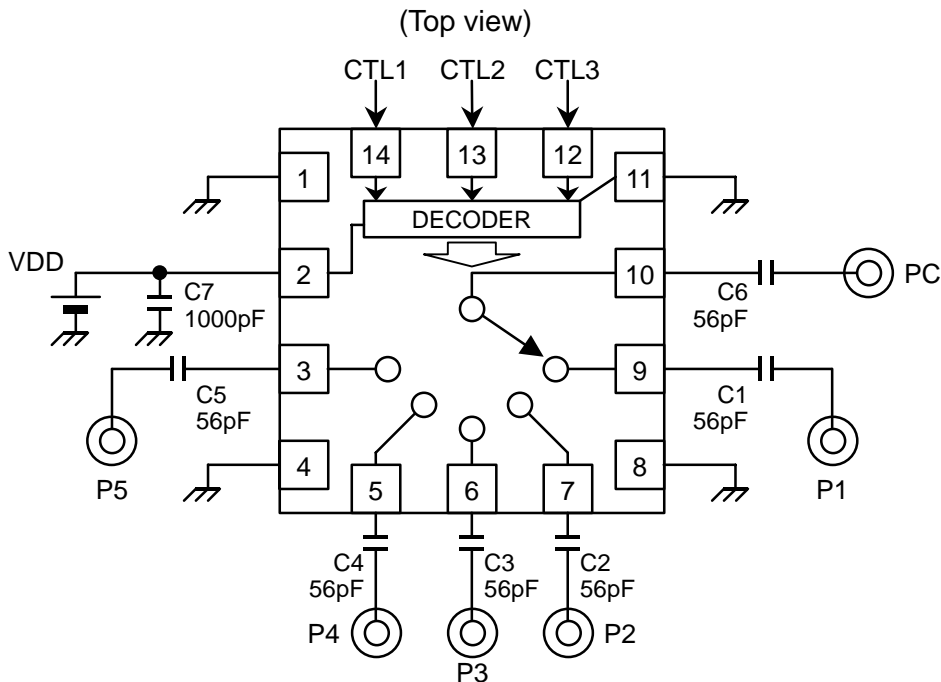 (Top view)
CTL1 CTL2 CTL3
14 13 12
1 11
DECODER
VDD
2 10 PC
C7
1000pF
C6
56pF
3 9
C5
56pF
C1
56pF
P5 4 8 P1
5 6 7
C4
56pF
C3
56pF
C2
56pF
P4 P3 P2